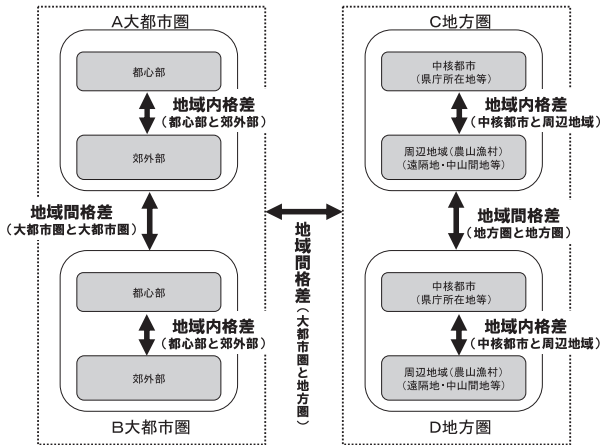 A大都市圏
都心部
地域内格差
(都心部と郊外部)
郊外部
地域間格差
(大都市圏と大都市圏)
都心部
地域内格差
(都心部と郊外部)
郊外部
B大都市圏
地域間格差(大都市圏と地方圏)
C地方圏
中核都市
(県庁所在地等)
地域内格差
(中核都市と周辺地域)
周辺地域(農山漁村)
(遠隔地・中山間地等)
地域間格差
(地方圏と地方圏)
中核都市
(県庁所在地等)
地域内格差
(中核都市と周辺地域)
周辺地域(農山漁村)
(遠隔地・中山間地等)
D地方圏